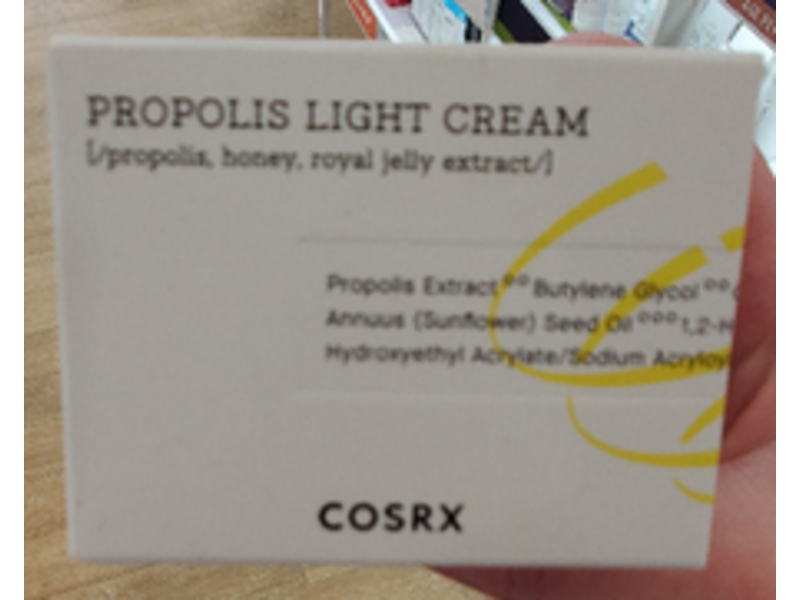 PROPOLIS LIGHT CREAM
[/propolis, honey, royal jelly extract/]
Propolis Extract °° Butylene Glycol °°
Annuus (Sunflower) Seed Oil °°° 1,2-H
Hydroxyethyl Acrylate/Sodium Acryloy
COSRX